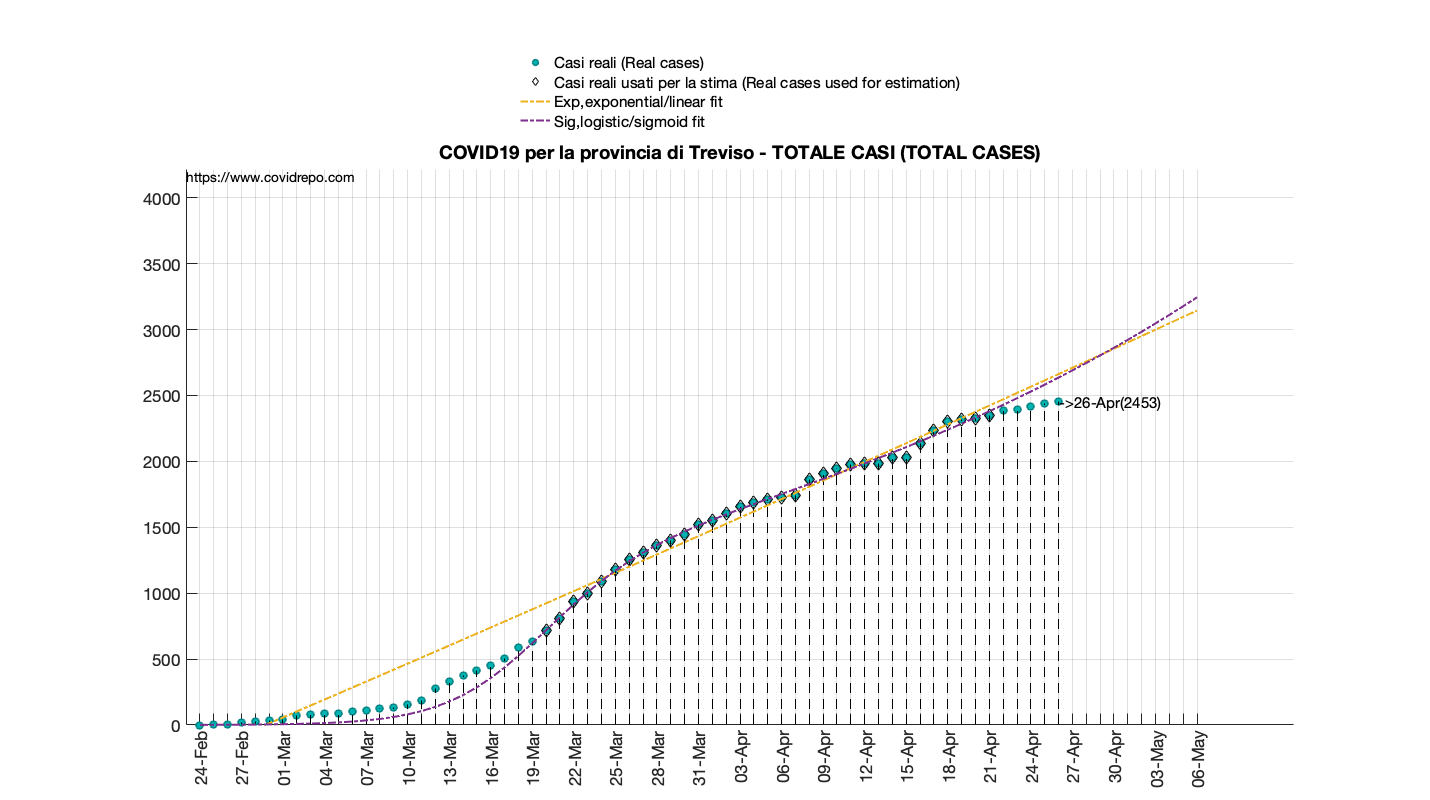 Casi reali (Real cases)
Casi reali usati per la stima (Real cases used for estimation)
Exp,exponential/linear fit
Sig,logistic/sigmoid fit
COVID19 per la provincia di Treviso - TOTALE CASI (TOTAL CASES)
https://www.covidrepo.com
4000
3500
3000
2500
2000
1500
1000
500
0
->26-Apr(2453)
24-Feb
27-Feb
01-Mar
04-Mar
07-Mar
10-Mar
13-Mar
16-Mar
19-Mar
22-Mar
25-Mar
28-Mar
31-Mar
03-Apr
06-Apr
09-Apr
12-Apr
15-Apr
18-Apr
21-Apr
24-Apr
27-Apr
30-Apr
03-May
06-May